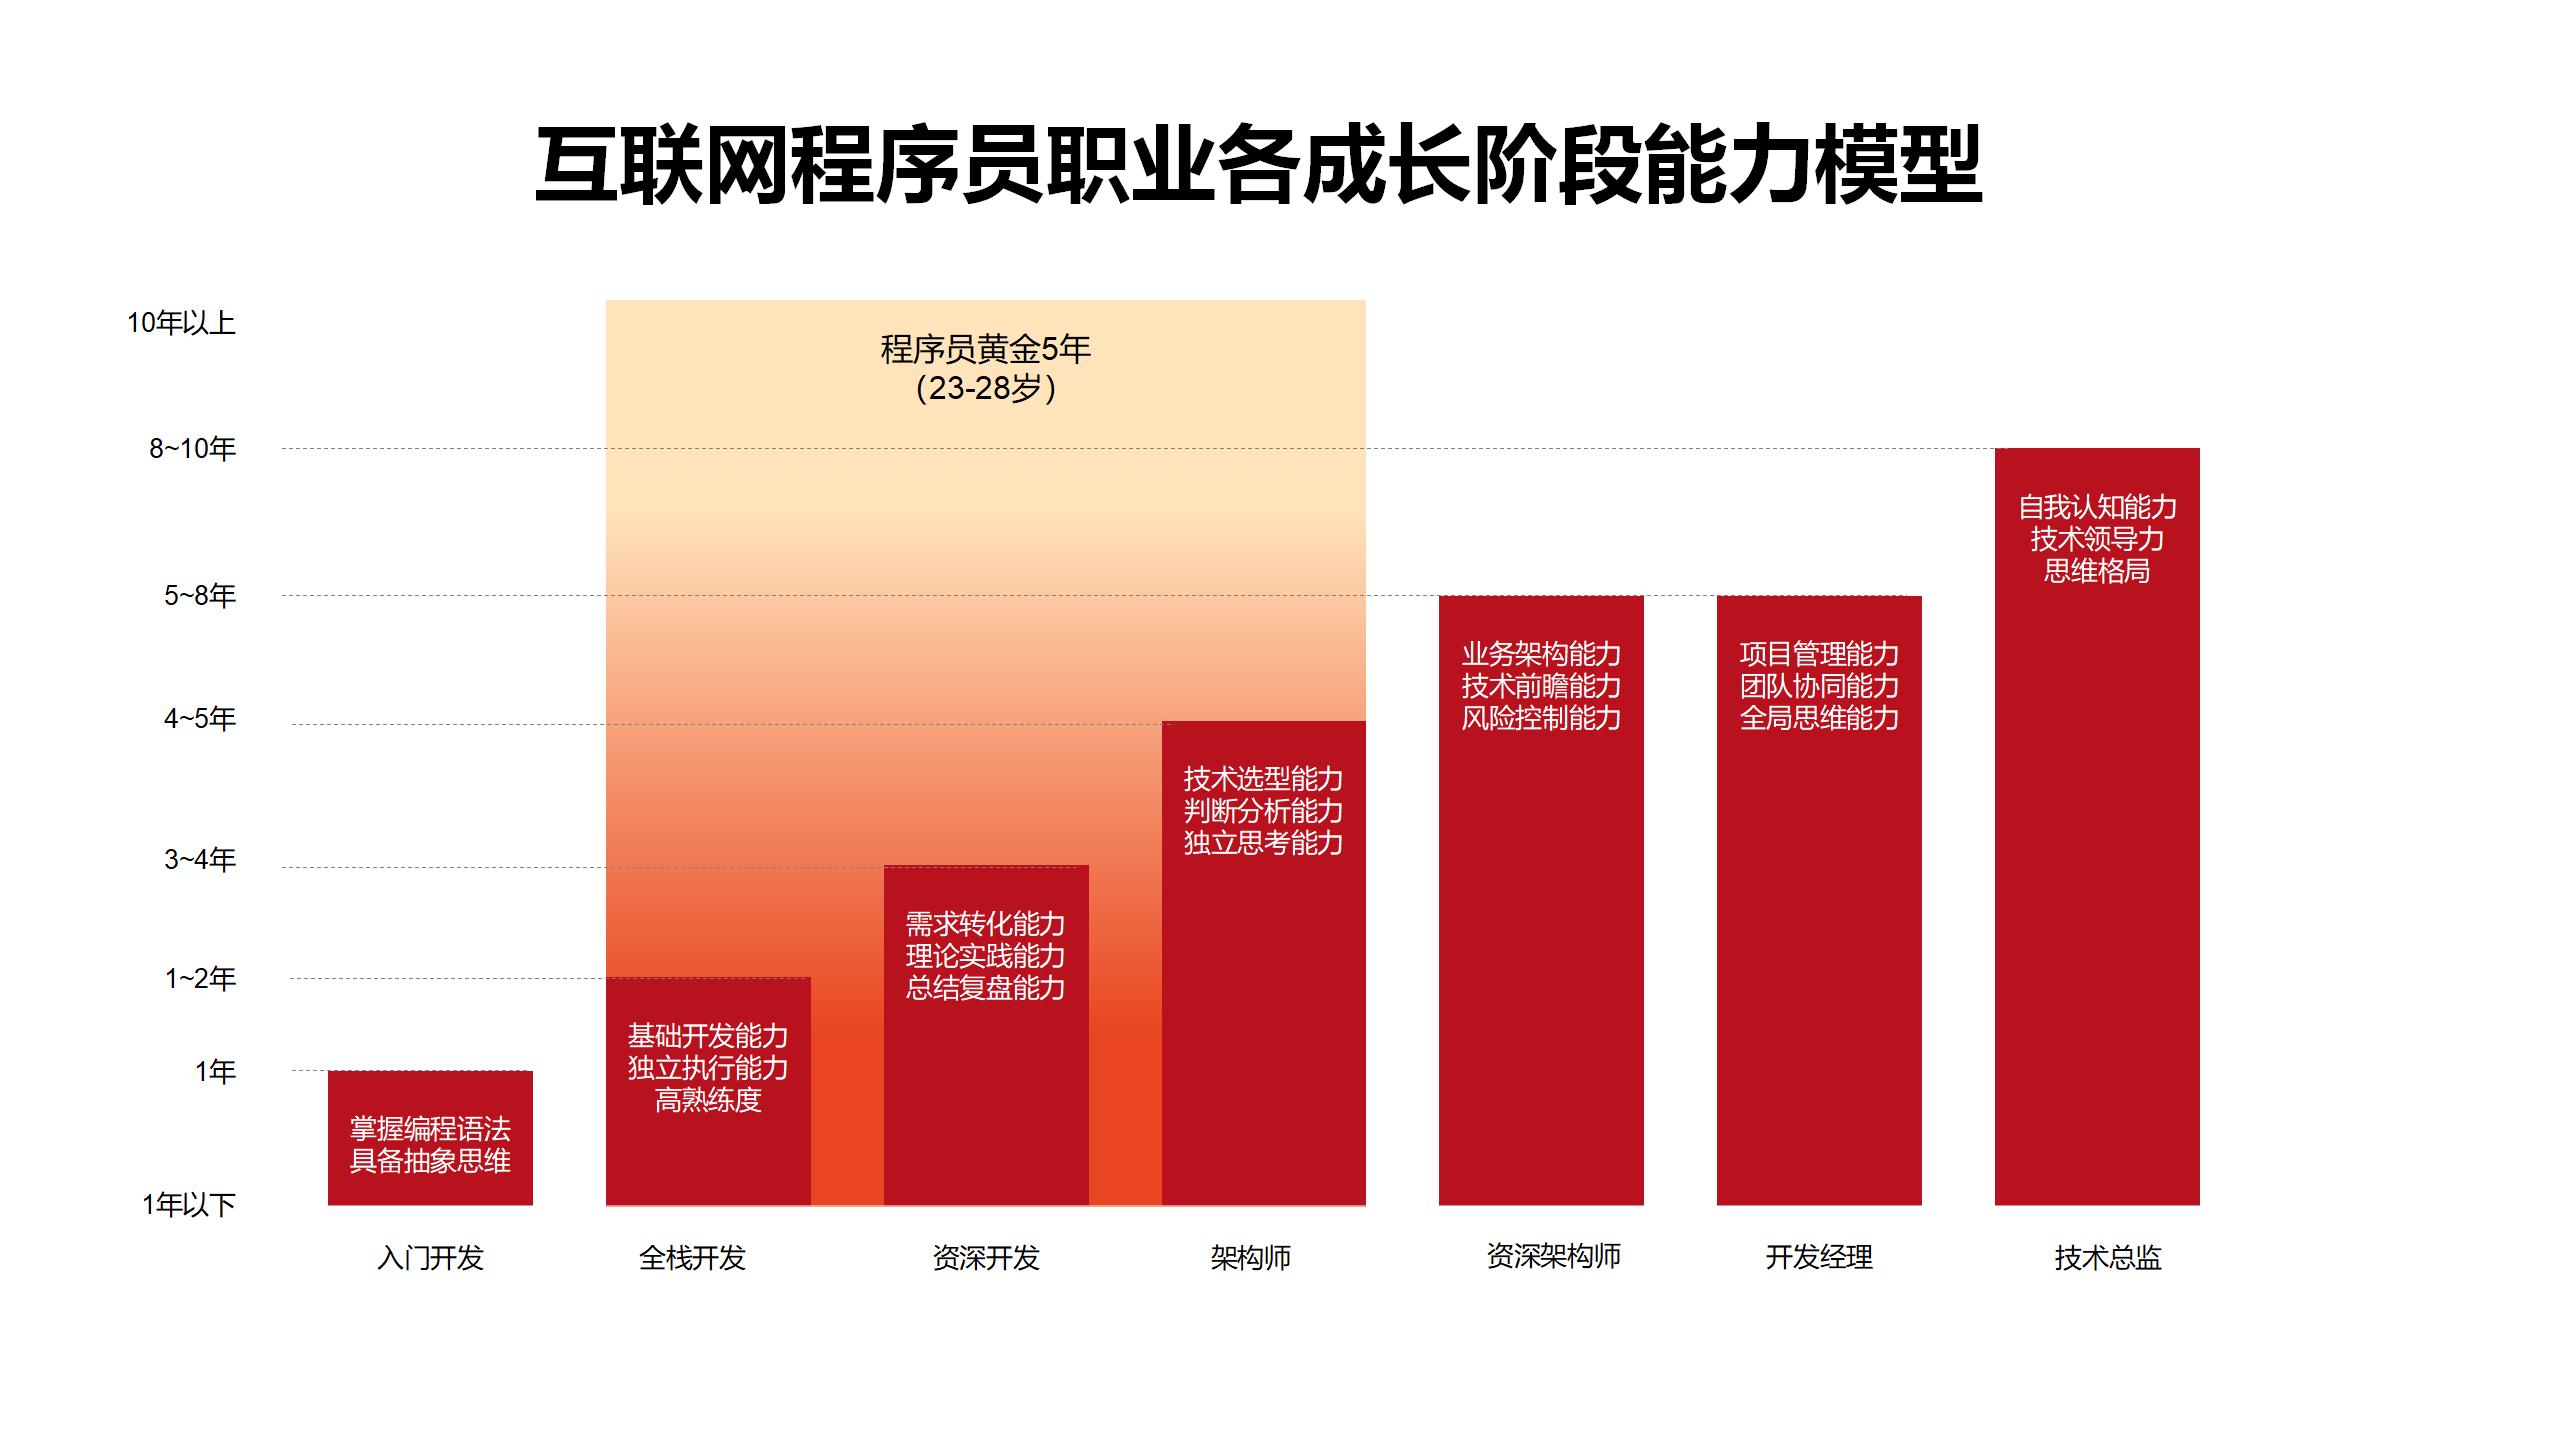 互联网程序员职业各成长阶段能力模型
10年以上
8~10年
5~8年
4~5年
3~4年
1~2年
1年
1年以下
程序员黄金5年
（23-28岁）
掌握编程语法
具备抽象思维
基础开发能力
独立执行能力
高熟练度
需求转化能力
理论实践能力
总结复盘能力
技术选型能力
判断分析能力
独立思考能力
业务架构能力
技术前瞻能力
风险控制能力
项目管理能力
团队协同能力
全局思维能力
自我认知能力
技术领导力
思维格局
入门开发
全栈开发
资深开发
架构师
资深架构师
开发经理
技术总监